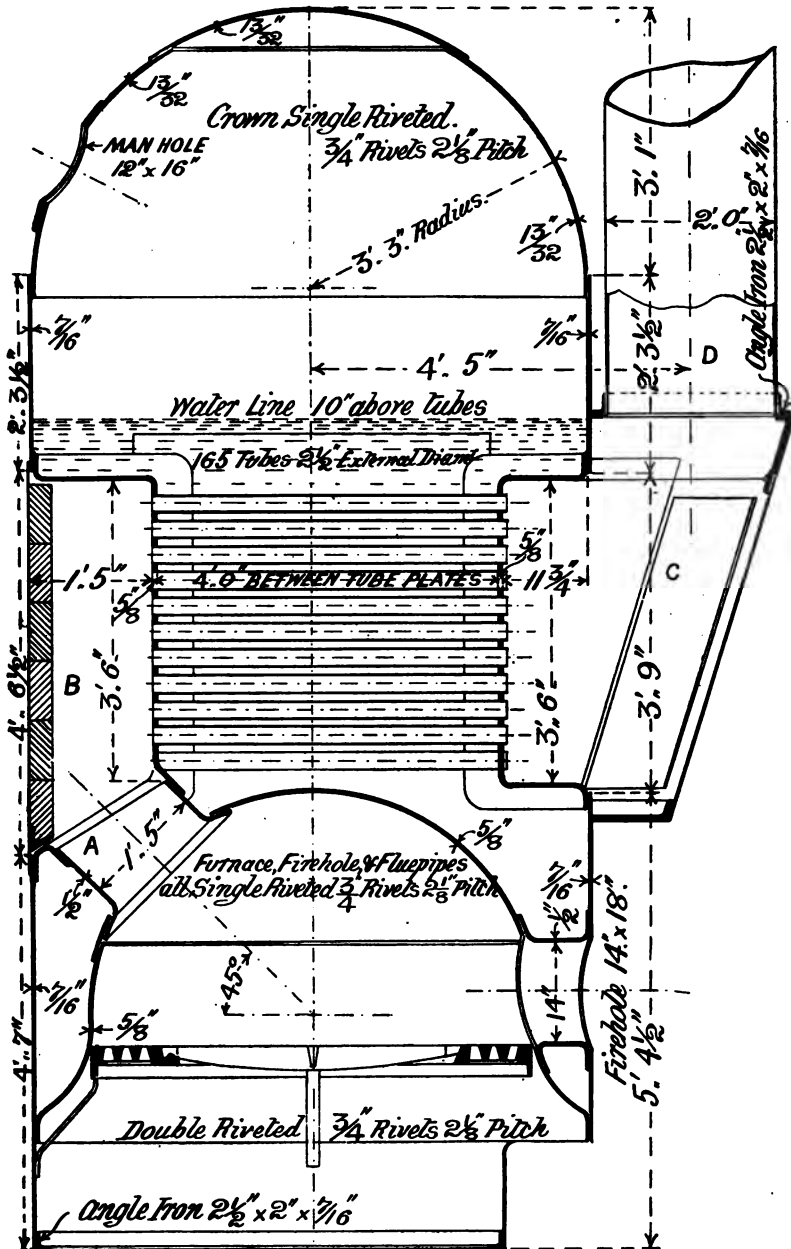 13/32"
13/32"
Crown Single Riveted.
3/4" Rivets 2 1/8" Pitch
MAN HOLE
12" x 16"
3'. 3". Radius.
13"/32
3'. 1"
2'. 0"
Angle Iron 2 1/2" x 2" x 7/16
7/16"
7/16"
2'. 3 1/2"
2'. 3 1/2"
4'. 5"
D
Water Line 10" above tubes
165 Tubes 2 1/2" External Diamr
1'. 5"
5/8"
4'. 0" BETWEEN TUBE PLATES
5/8"
11 3/4"
C
4'. 6 1/2"
B
3'. 6"
3'. 6"
3'. 9"
A
1'. 5"
1/2"
5/8"
Furnace, Firehole, & Fluepipes
all Single Riveted 3/4 Rivets 2 1/8" Pitch
7/16"
1/2"
45°
14"
Firehole 14" x 18".
5'. 4 1/2"
7/16"
5/8"
4'. 7"
Double Riveted 3/4" Rivets 2 1/8" Pitch
Angle Iron 2 1/2" x 2" x 7/16"